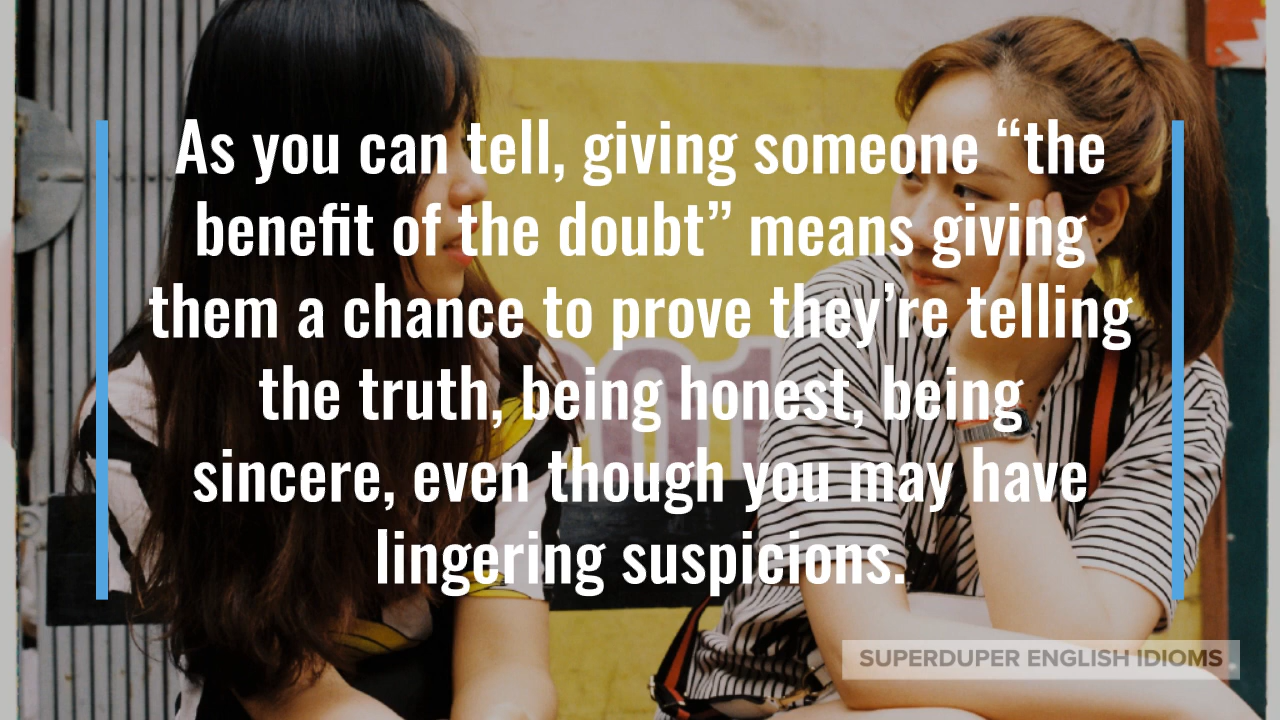 As you can tell, giving someone “the
benefit of the doubt” means giving
them a chance to prove they’re telling
the truth, being honest, being
sincere, even though you may have
lingering suspicions.
SUPERDUPER ENGLISH IDIOMS